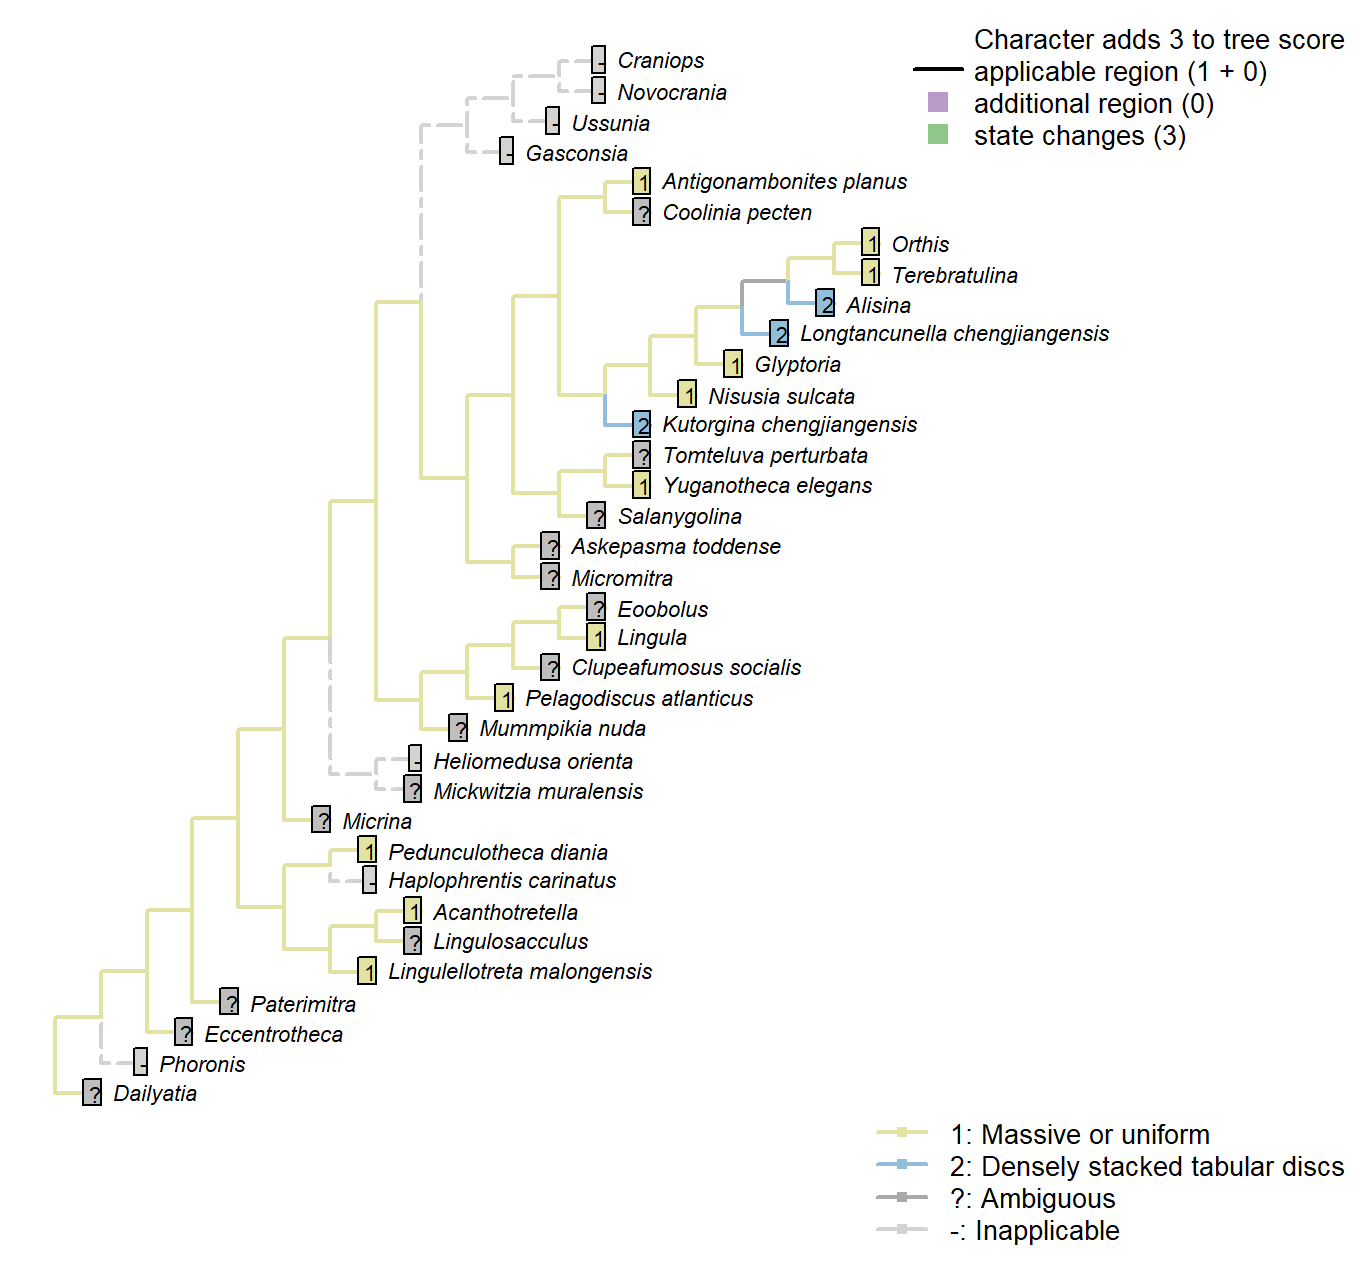 Character adds 3 to tree score
applicable region (1 + 0)
additional region (0)
state changes (3)
- Craniops
- Novocrania
- Ussunia
- Gasconsia
1 Antigonambonites planus
? Coolinia pecten
1 Orthis
1 Terebratulina
2 Alisina
2 Longtancunella chengjiangensis
1 Glyptoria
1 Nisusia sulcata
2 Kutorgina chengjiangensis
? Tomteluva perturbata
1 Yuganotheca elegans
? Salanygolina
? Askepasma toddense
? Micromitra
? Eoobolus
1 Lingula
? Clupeafumosus socialis
1 Pelagodiscus atlanticus
? Mummpikia nuda
- Heliomedusa orienta
? Mickwitzia muralensis
? Micrina
1 Pedunculotheca diania
- Haplophrentis carinatus
1 Acanthotretella
? Lingulosacculus
1 Lingulellotreta malongensis
? Paterimitra
? Eccentrotheca
- Phoronis
? Dailyatia
1: Massive or uniform
2: Densely stacked tabular discs
?: Ambiguous
-: Inapplicable